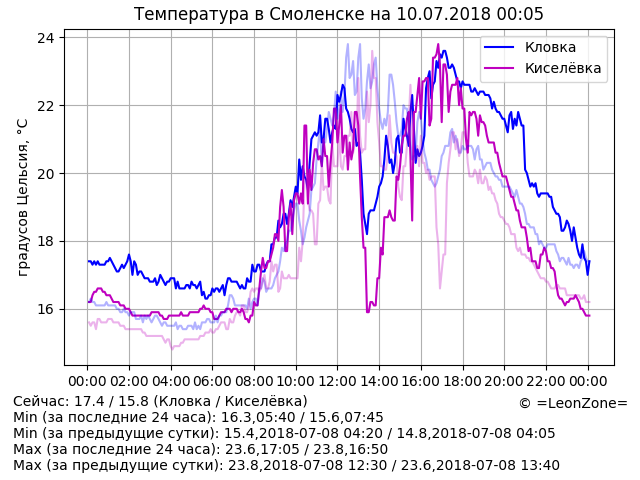 Температура в Смоленске на 10.07.2018 00:05
градусов Цельсия, °C
24
22
20
18
16
Кловка
Киселёвка
00:00 02:00 04:00 06:00 08:00 10:00 12:00 14:00 16:00 18:00 20:00 22:00 00:00
Сейчас: 17.4 / 15.8 (Кловка / Киселёвка)
© =LeonZone=
Min (за последние 24 часа): 16.3,05:40 / 15.6,07:45
Min (за предыдущие сутки): 15.4,2018-07-08 04:20 / 14.8,2018-07-08 04:05
Max (за последние 24 часа): 23.6,17:05 / 23.8,16:50
Max (за предыдущие сутки): 23.8,2018-07-08 12:30 / 23.6,2018-07-08 13:40